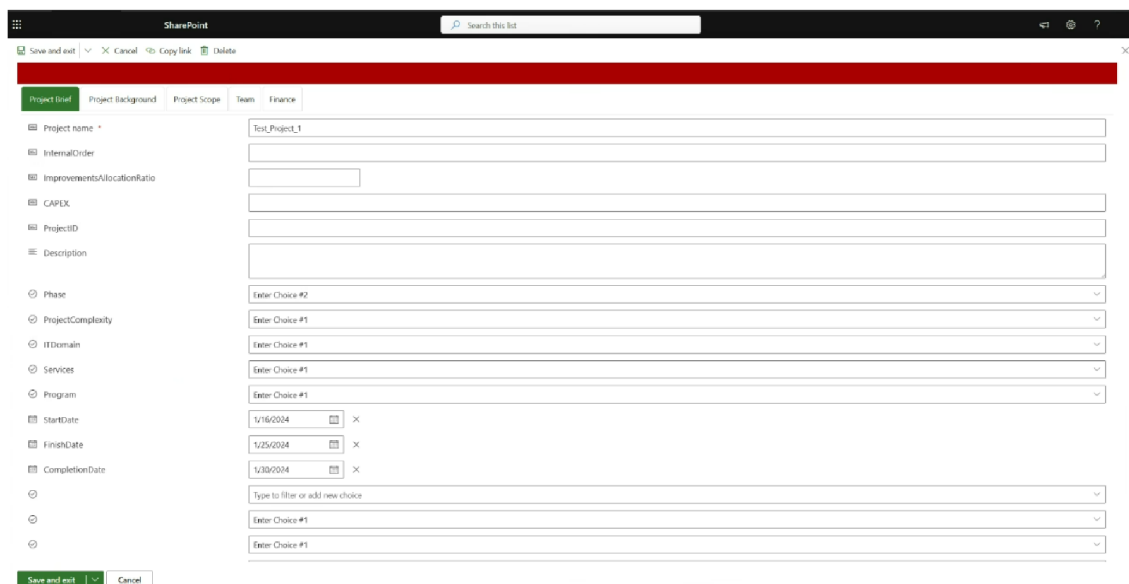 SharePoint Search this list ?
Save and exit Cancel Copy link Delete
Project Brief Project Background Project Scope Team Finance
Project name * Test_Project_1
InternalOrder
ImprovementsAllocationRatio
CAPEX
ProjectID
Description
Phase Enter Choice #2
ProjectComplexity Enter Choice #1
ITDomain Enter Choice #1
Services Enter Choice #1
Program Enter Choice #1
StartDate 1/16/2024
FinishDate 1/25/2024
CompletionDate 1/30/2024
Type to filter or add new choice
Enter Choice #1
Enter Choice #1
Save and exit Cancel